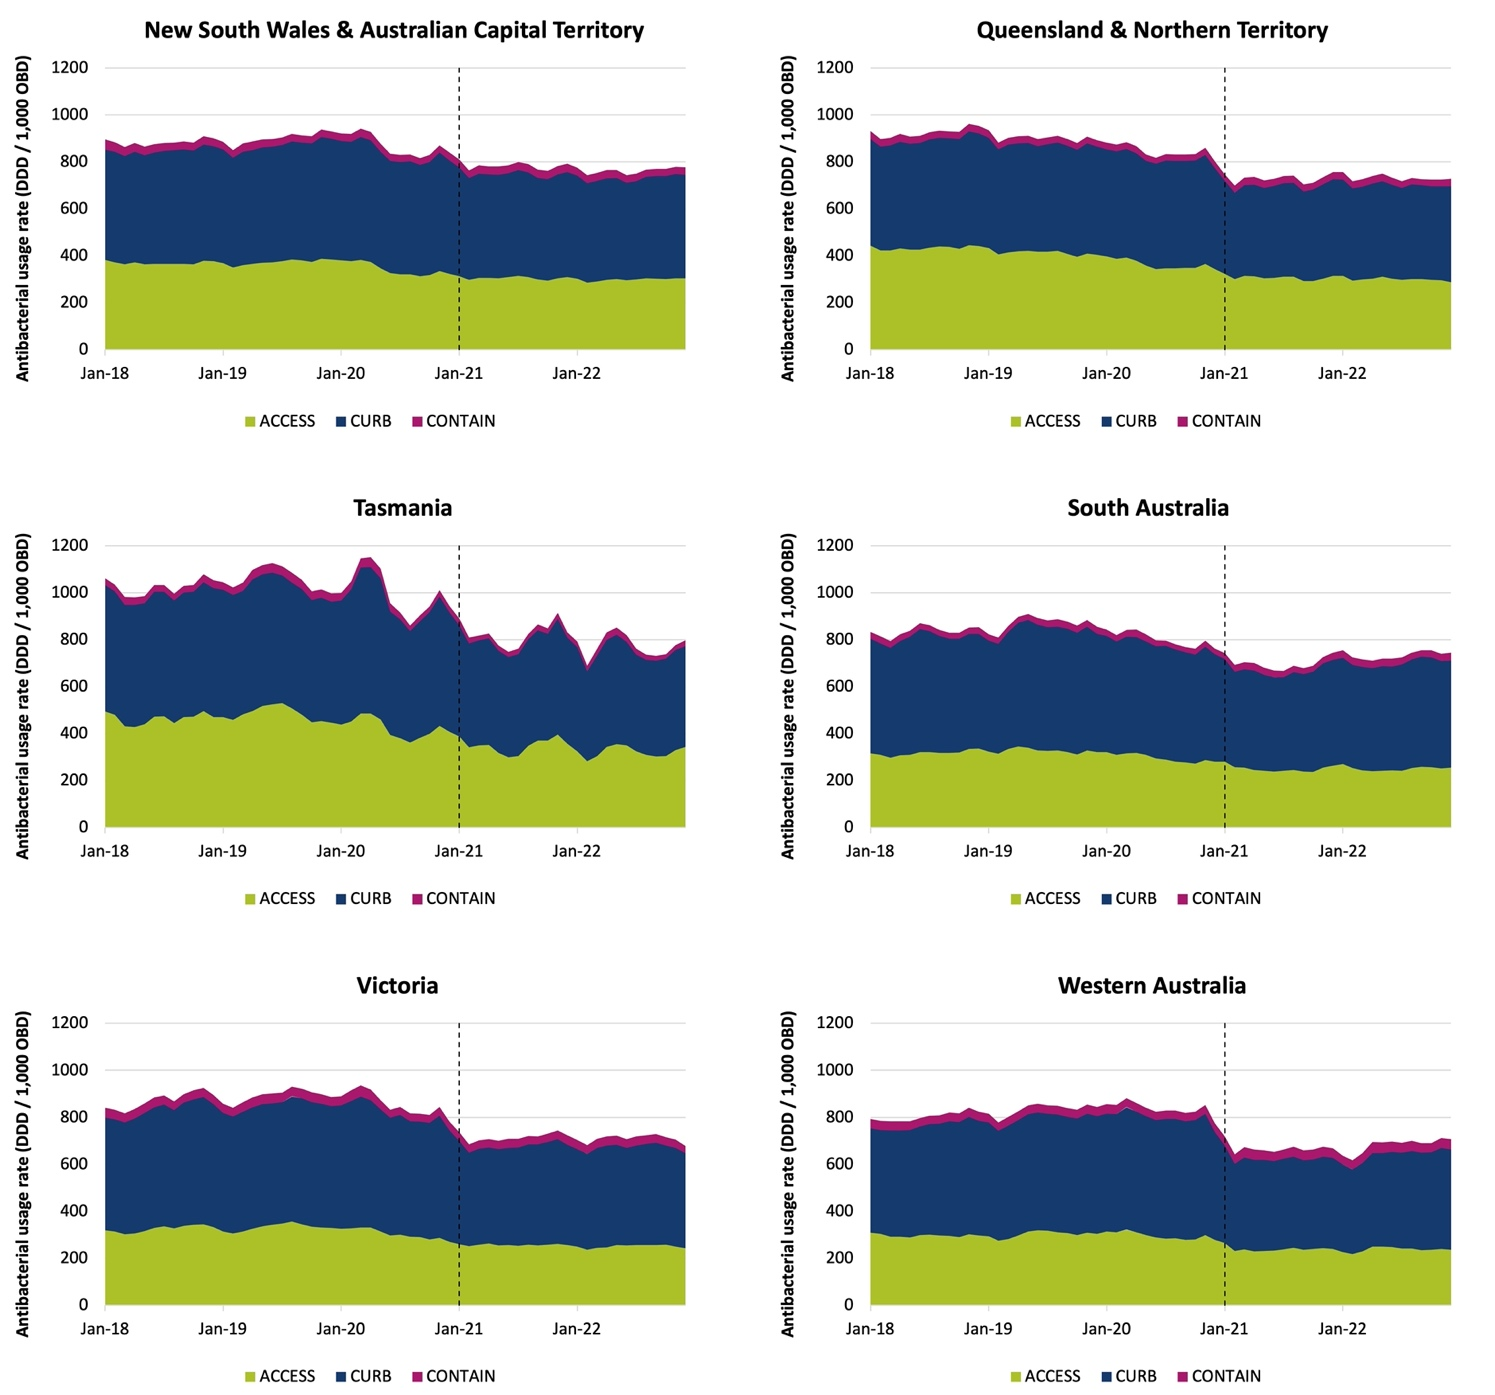 New South Wales & Australian Capital Territory
Antibacterial usage rate (DDD / 1,000 OBD)
1200
1000
800
600
400
200
0
Jan-18 Jan-19 Jan-20 Jan-21 Jan-22
ACCESS CURB CONTAIN
Queensland & Northern Territory
Antibacterial usage rate (DDD / 1,000 OBD)
1200
1000
800
600
400
200
0
Jan-18 Jan-19 Jan-20 Jan-21 Jan-22
ACCESS CURB CONTAIN
Tasmania
Antibacterial usage rate (DDD / 1,000 OBD)
1200
1000
800
600
400
200
0
Jan-18 Jan-19 Jan-20 Jan-21 Jan-22
ACCESS CURB CONTAIN
South Australia
Antibacterial usage rate (DDD / 1,000 OBD)
1200
1000
800
600
400
200
0
Jan-18 Jan-19 Jan-20 Jan-21 Jan-22
ACCESS CURB CONTAIN
Victoria
Antibacterial usage rate (DDD / 1,000 OBD)
1200
1000
800
600
400
200
0
Jan-18 Jan-19 Jan-20 Jan-21 Jan-22
ACCESS CURB CONTAIN
Western Australia
Antibacterial usage rate (DDD / 1,000 OBD)
1200
1000
800
600
400
200
0
Jan-18 Jan-19 Jan-20 Jan-21 Jan-22
ACCESS CURB CONTAIN